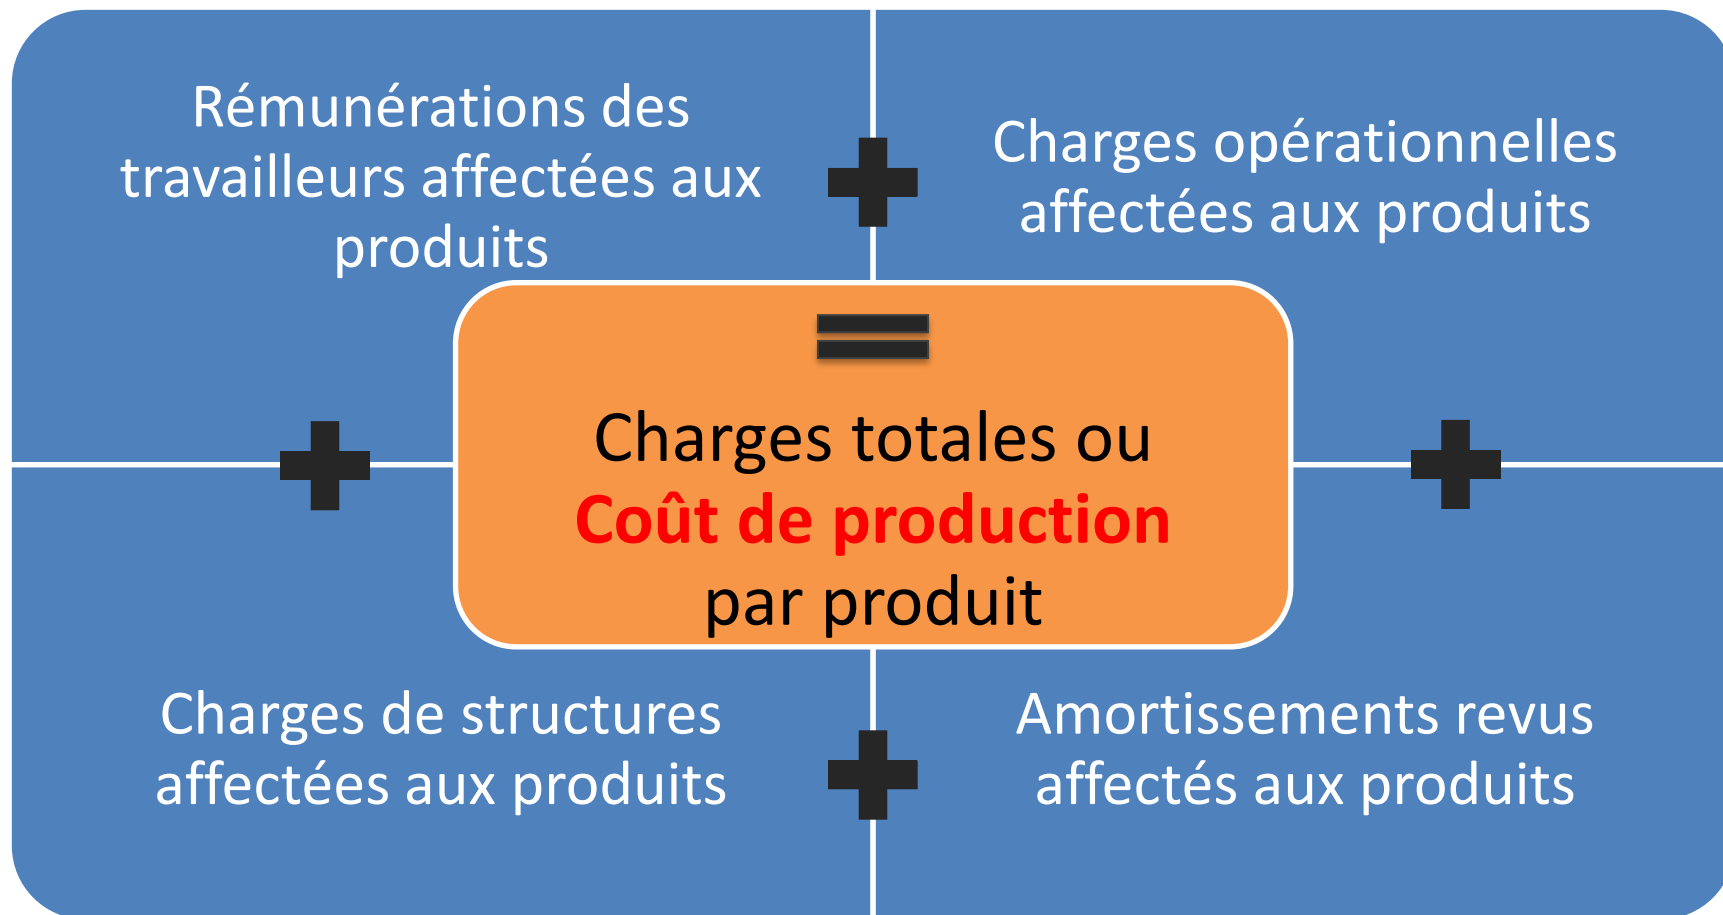 Rémunérations des
travailleurs affectées aux
produits
Charges opérationnelles
affectées aux produits
Charges totales ou
Coût de production
par produit
Charges de structures
affectées aux produits
Amortissements revus
affectés aux produits